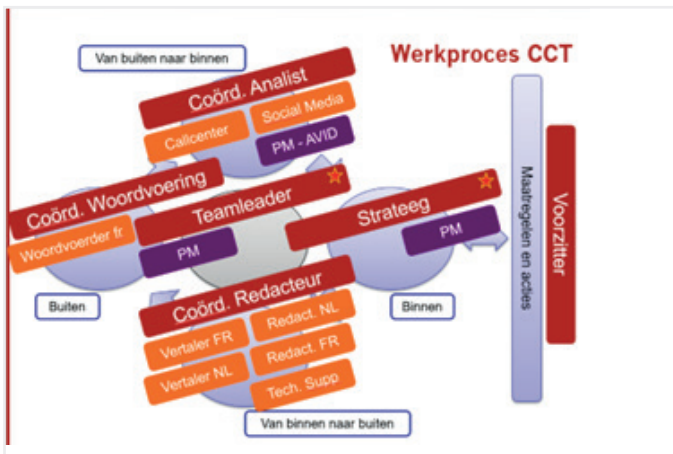 Van buiten naar binnen
Werkproces CCT
Coörd. Analist
Callcenter
Social Media
PM - AVID
Coörd. Woordvoering
Woordvoerder fr
Teamleader
PM
Strateeg
PM
Maatregelen en acties
Voorzitter
Buiten
Binnen
Coörd. Redacteur
Vertaler FR
Redact. NL
Vertaler NL
Redact. FR
Tech. Supp
Van binnen naar buiten